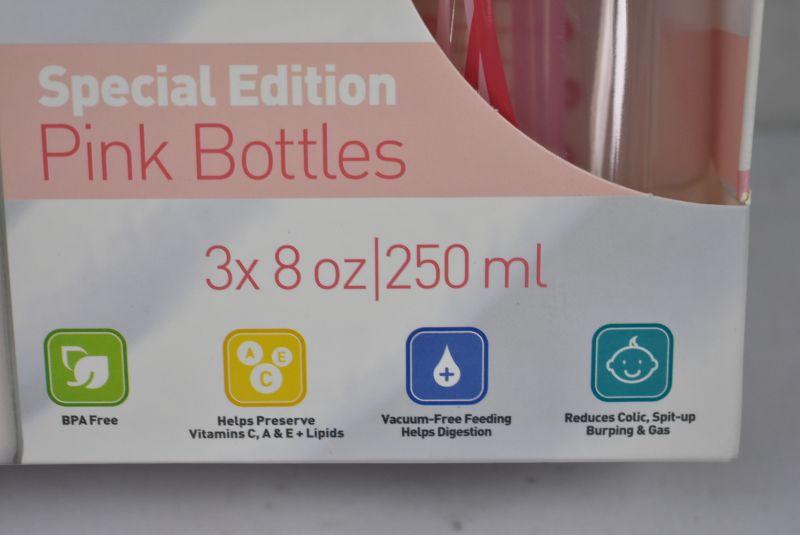 Special Edition
Pink Bottles
3x 8 oz|250 ml
A E
C
BPA Free
Helps Preserve
Vitamins C, A & E + Lipids
Vacuum-Free Feeding
Helps Digestion
Reduces Colic, Spit-up
Burping & Gas